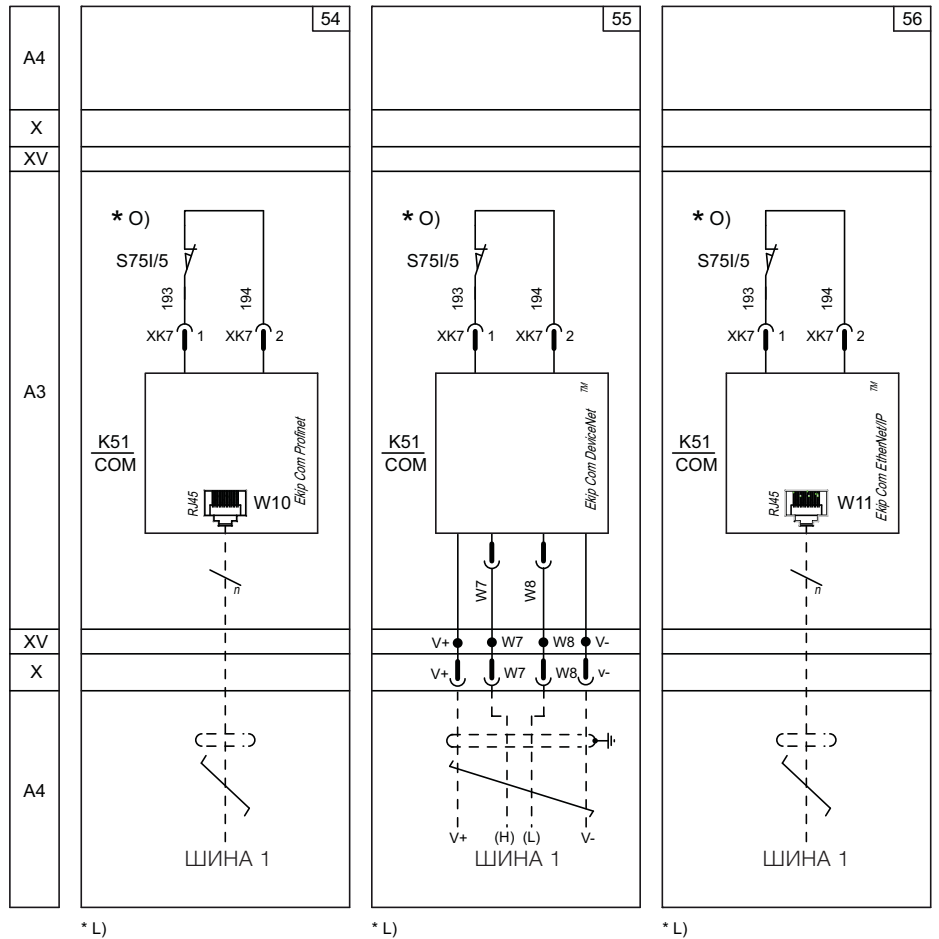 A4
X
XV
A3
XV
X
A4
54
* O)
S75I/5
193
194
XK7 1
XK7 2
K51
COM
Ekip Com Profinet
RJ45
W10
n
ШИНА 1
* L)
55
* O)
S75I/5
193
194
XK7 1
XK7 2
K51
COM
Ekip Com DeviceNet TM
W7
W8
V+ W7 W8 V-
V+ W7 W8 v-
V+ (H) (L) V-
ШИНА 1
* L)
56
* O)
S75I/5
193
194
XK7 1
XK7 2
K51
COM
Ekip Com EtherNet/IP TM
RJ45
W11
n
ШИНА 1
* L)